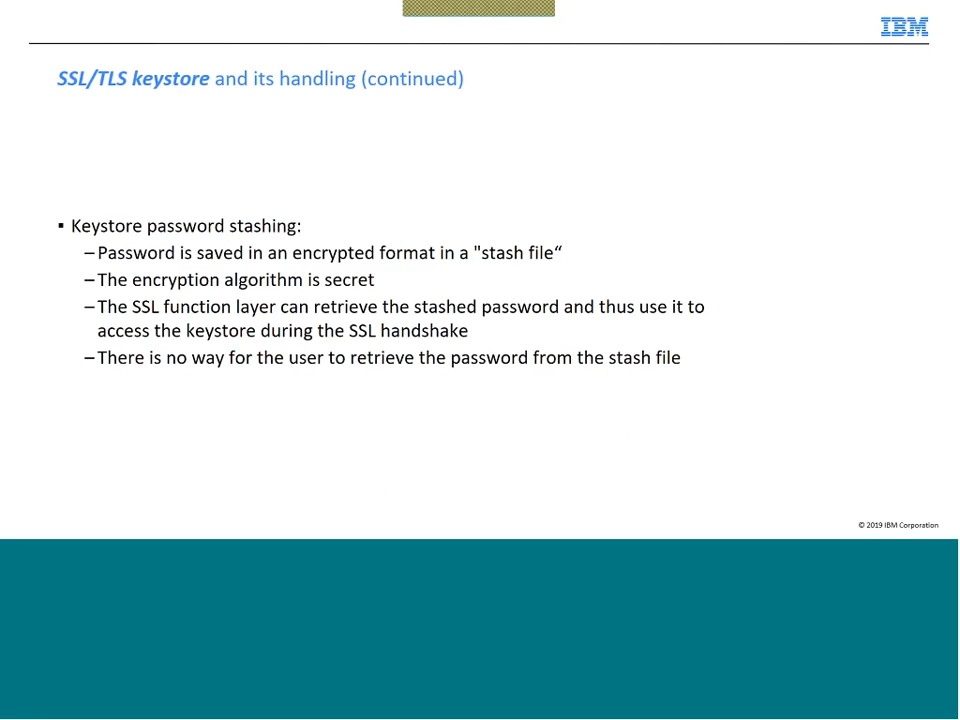 IBM
SSL/TLS keystore and its handling (continued)
▪ Keystore password stashing:
–Password is saved in an encrypted format in a "stash file“
–The encryption algorithm is secret
–The SSL function layer can retrieve the stashed password and thus use it to
access the keystore during the SSL handshake
–There is no way for the user to retrieve the password from the stash file
© 2019 IBM Corporation